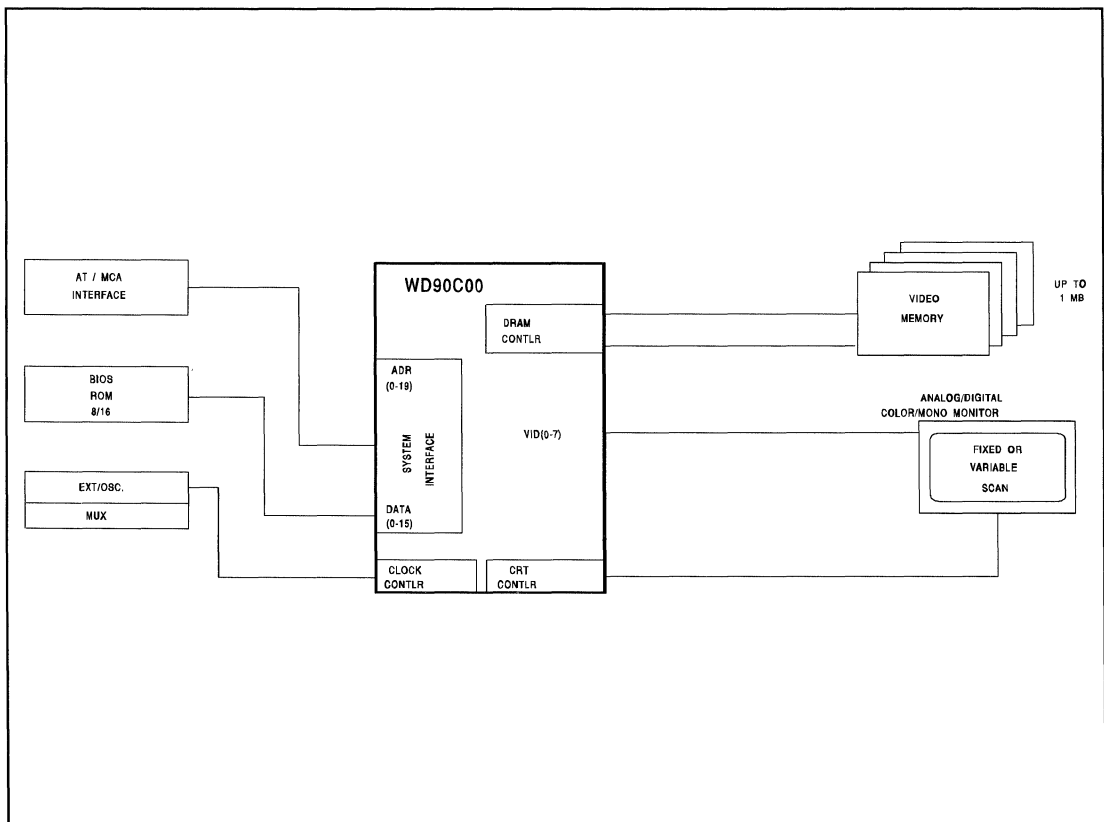 AT / MCA
INTERFACE
BIOS
ROM
8/16
EXT/OSC.
MUX
WD90C00
DRAM
CONTLR
ADR
(0-19)
SYSTEM
INTERFACE
VID(0-7)
DATA
(0-15)
CLOCK
CONTLR
CRT
CONTLR
VIDEO
MEMORY
UP TO
1 MB
ANALOG/DIGITAL
COLOR/MONO MONITOR
FIXED OR
VARIABLE
SCAN